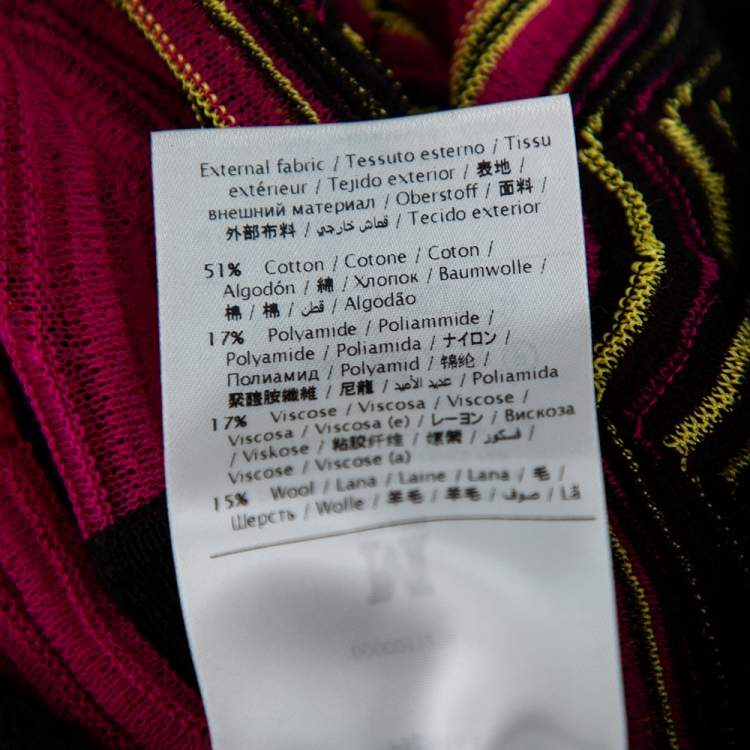 External fabric / Tessuto esterno / Tissu
extérieur / Tejido exterior / 表地 /
внешний материал / Oberstoff / 面料 /
外部布料 / قماش خارجي / Tecido exterior
51% Cotton / Cotone / Coton /
Algodón / 綿 / Хлопок / Baumwolle /
棉 / 棉 / قطن / Algodão
17% Polyamide / Poliammide /
Polyamide / Poliamida / ナイロン /
Полиамид / Polyamid / 锦纶 /
聚醯胺纖維 / 尼龍 / عديد الأميد / Poliamida
17% Viscose / Viscosa / Viscose /
Viscosa / Viscosa (e) / レーヨン / Вискоза
/ Viskose / 粘胶纤维 / 嫘縈 / فسكوز /
Viscose / Viscose (a)
15% Wool / Lana / Laine / Lana / 毛 /
Шерсть / Wolle / 羊毛 / 羊毛 / صوف / Lã